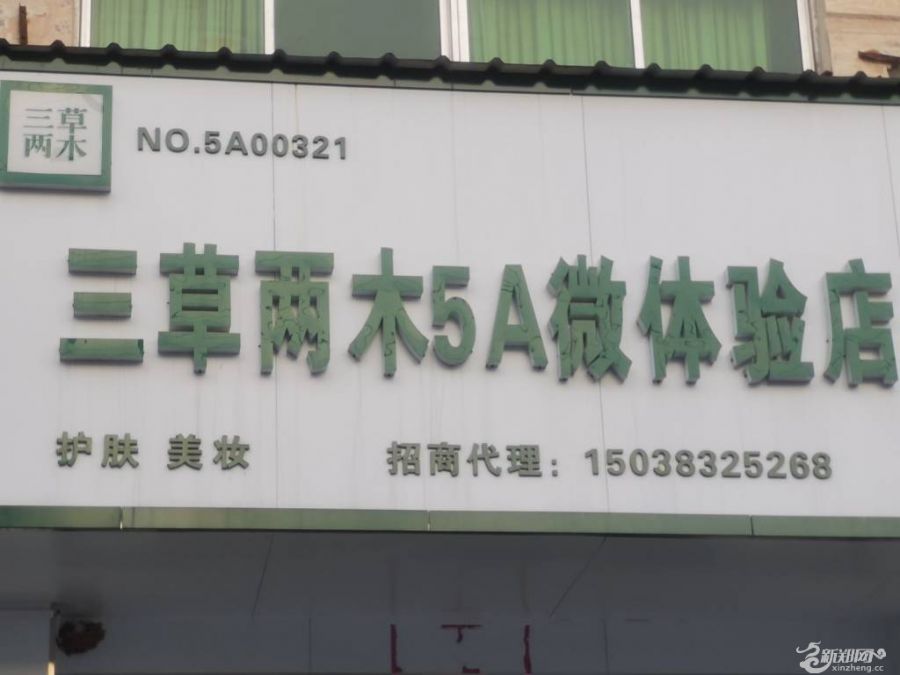 三草
两木
NO.5A00321
三草两木5A微体验店
护肤 美妆
招商代理：15038325268
新郑网
xinzheng.cc